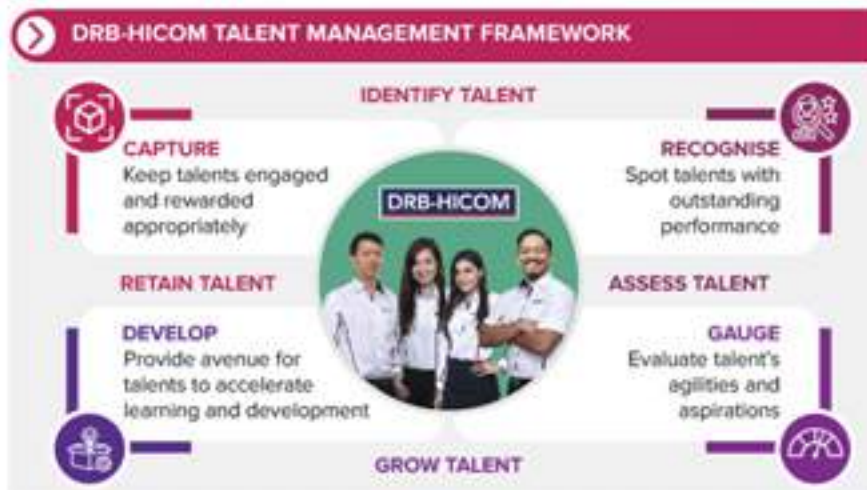 DRB-HICOM TALENT MANAGEMENT FRAMEWORK
IDENTIFY TALENT
CAPTURE
Keep talents engaged
and rewarded
appropriately
RECOGNISE
Spot talents with
outstanding
performance
DRB-HICOM
RETAIN TALENT
ASSESS TALENT
DEVELOP
Provide avenue for
talents to accelerate
learning and development
GAUGE
Evaluate talent's
agilities and
aspirations
GROW TALENT